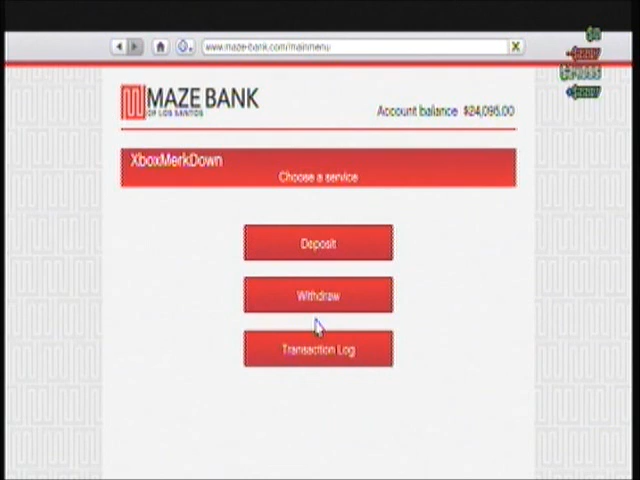 www.maze-bank.com/mainmenu
MAZE BANK
OF LOS SANTOS
Account balance $24,095.00
XboxMerkDown
Choose a service
Deposit
Withdraw
Transaction Log